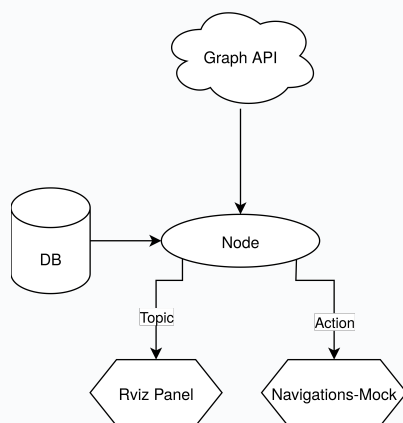 Graph API
DB
Node
Topic
Action
Rviz Panel
Navigations-Mock